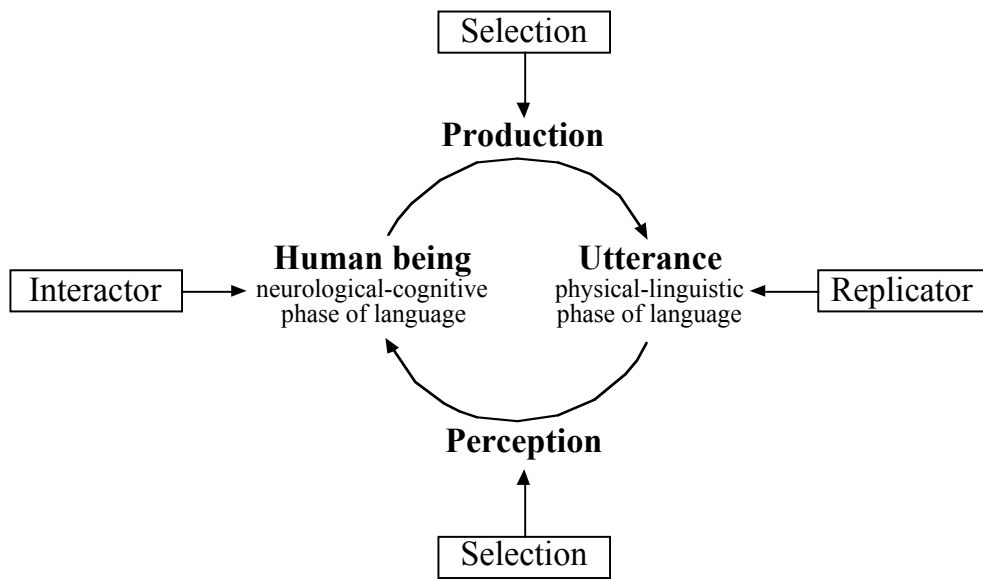 Selection
Production
Human being
neurological-cognitive
phase of language
Utterance
physical-linguistic
phase of language
Interactor
Replicator
Perception
Selection